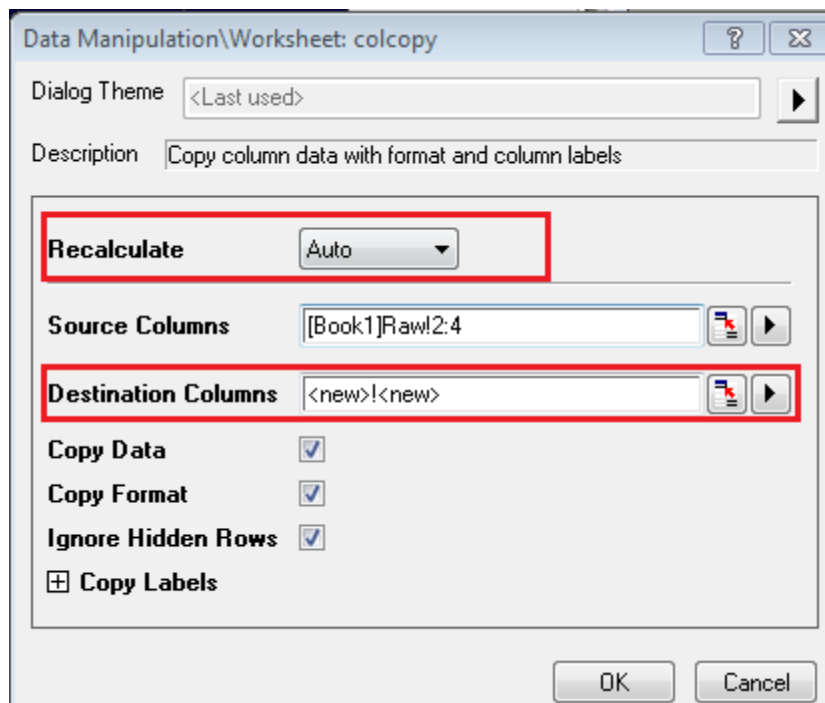 Data Manipulation\Worksheet: colcopy
Dialog Theme <Last used>
Description Copy column data with format and column labels
Recalculate Auto
Source Columns [Book1]Raw!2:4
Destination Columns <new>!<new>
Copy Data
Copy Format
Ignore Hidden Rows
Copy Labels
OK Cancel